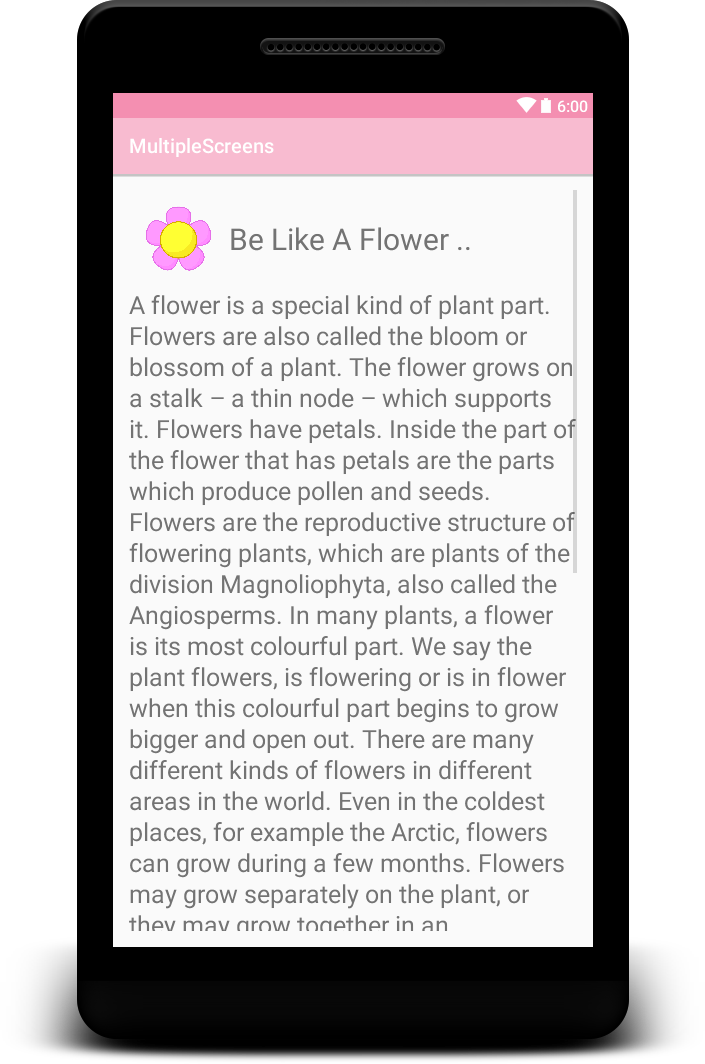 6:00
MultipleScreens
Be Like A Flower ..
A flower is a special kind of plant part.
Flowers are also called the bloom or
blossom of a plant. The flower grows on
a stalk – a thin node – which supports
it. Flowers have petals. Inside the part of
the flower that has petals are the parts
which produce pollen and seeds.
Flowers are the reproductive structure of
flowering plants, which are plants of the
division Magnoliophyta, also called the
Angiosperms. In many plants, a flower
is its most colourful part. We say the
plant flowers, is flowering or is in flower
when this colourful part begins to grow
bigger and open out. There are many
different kinds of flowers in different
areas in the world. Even in the coldest
places, for example the Arctic, flowers
can grow during a few months. Flowers
may grow separately on the plant, or
they may grow together in an